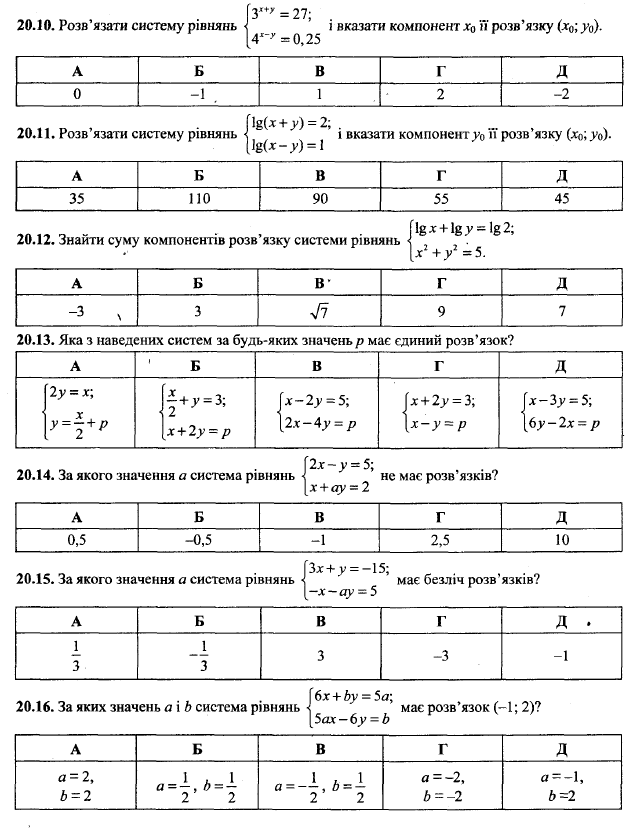 20.10. Розв'язати систему рівнянь { 3^(x+y) = 27; 4^(x−y) = 0,25 і вказати компонент x₀ її розв'язку (x₀; y₀).
А Б В Г Д
0 −1 1 2 −2
20.11. Розв'язати систему рівнянь { lg(x + y) = 2; lg(x − y) = 1 і вказати компонент y₀ її розв'язку (x₀; y₀).
А Б В Г Д
35 110 90 55 45
20.12. Знайти суму компонентів розв'язку системи рівнянь { lg x + lg y = lg 2; x² + y² = 5.
А Б В Г Д
−3 3 √7 9 7
20.13. Яка з наведених систем за будь-яких значень p має єдиний розв'язок?
А Б В Г Д
{ 2y = x; y = x/2 + p { x/2 + y = 3; x + 2y = p { x − 2y = 5; 2x − 4y = p { x + 2y = 3; x − y = p { x − 3y = 5; 6y − 2x = p
20.14. За якого значення a система рівнянь { 2x − y = 5; x + ay = 2 не має розв'язків?
А Б В Г Д
0,5 −0,5 −1 2,5 10
20.15. За якого значення a система рівнянь { 3x + y = −15; −x − ay = 5 має безліч розв'язків?
А Б В Г Д
1/3 −1/3 3 −3 −1
20.16. За яких значень a і b система рівнянь { 6x + by = 5a; 5ax − 6y = b має розв'язок (−1; 2)?
А Б В Г Д
a = 2, b = 2 a = 1/2, b = 1/2 a = −1/2, b = 1/2 a = −2, b = −2 a = −1, b = 2